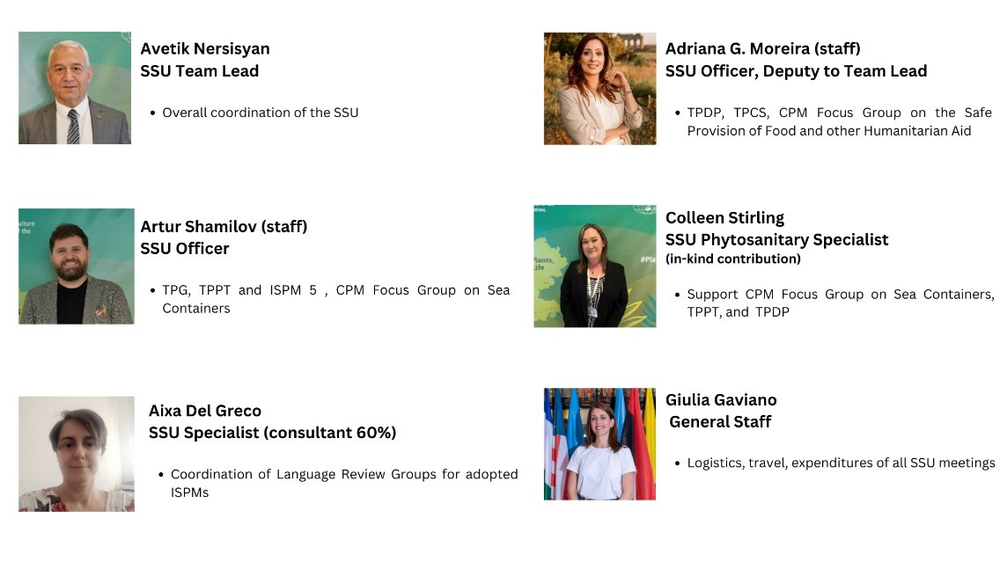 Avetik Nersisyan
SSU Team Lead
• Overall coordination of the SSU
Adriana G. Moreira (staff)
SSU Officer, Deputy to Team Lead
• TPDP, TPCS, CPM Focus Group on the Safe
Provision of Food and other Humanitarian Aid
Artur Shamilov (staff)
SSU Officer
• TPG, TPPT and ISPM 5 , CPM Focus Group on Sea
Containers
Colleen Stirling
SSU Phytosanitary Specialist
(in-kind contribution)
• Support CPM Focus Group on Sea Containers,
TPPT, and TPDP
Aixa Del Greco
SSU Specialist (consultant 60%)
• Coordination of Language Review Groups for adopted
ISPMs
Giulia Gaviano
General Staff
• Logistics, travel, expenditures of all SSU meetings